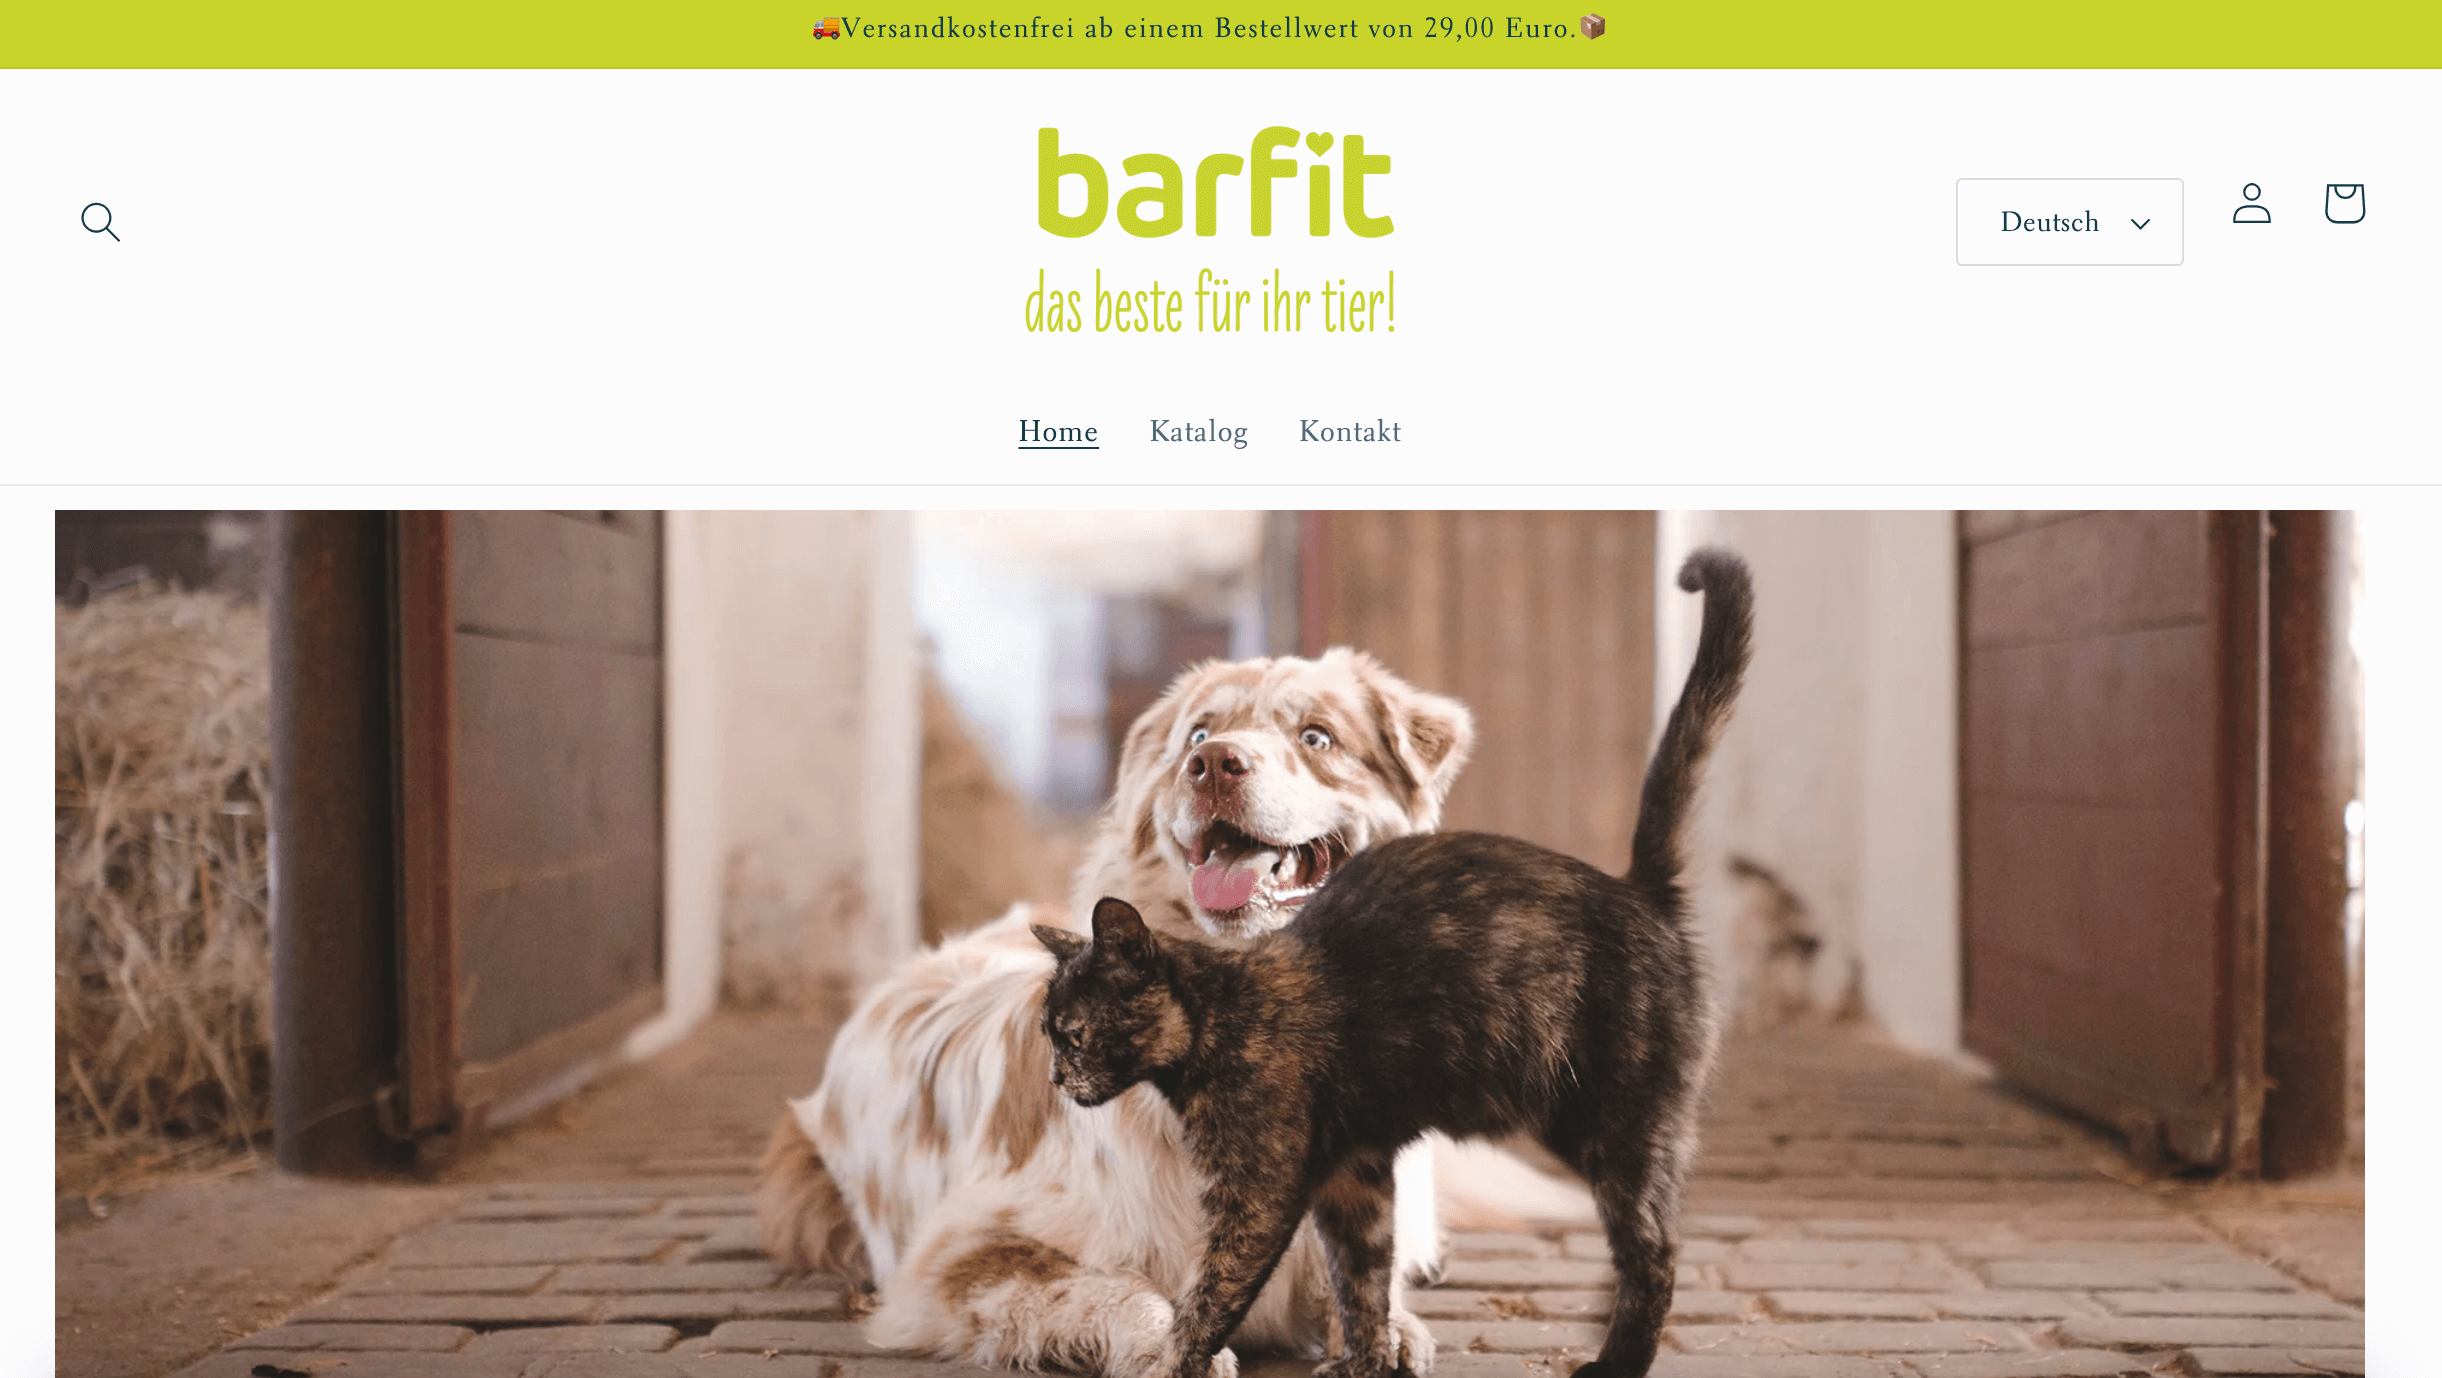 🚚Versandkostenfrei ab einem Bestellwert von 29,00 Euro.📦
barfit
das beste für ihr tier!
Deutsch
Home Katalog Kontakt